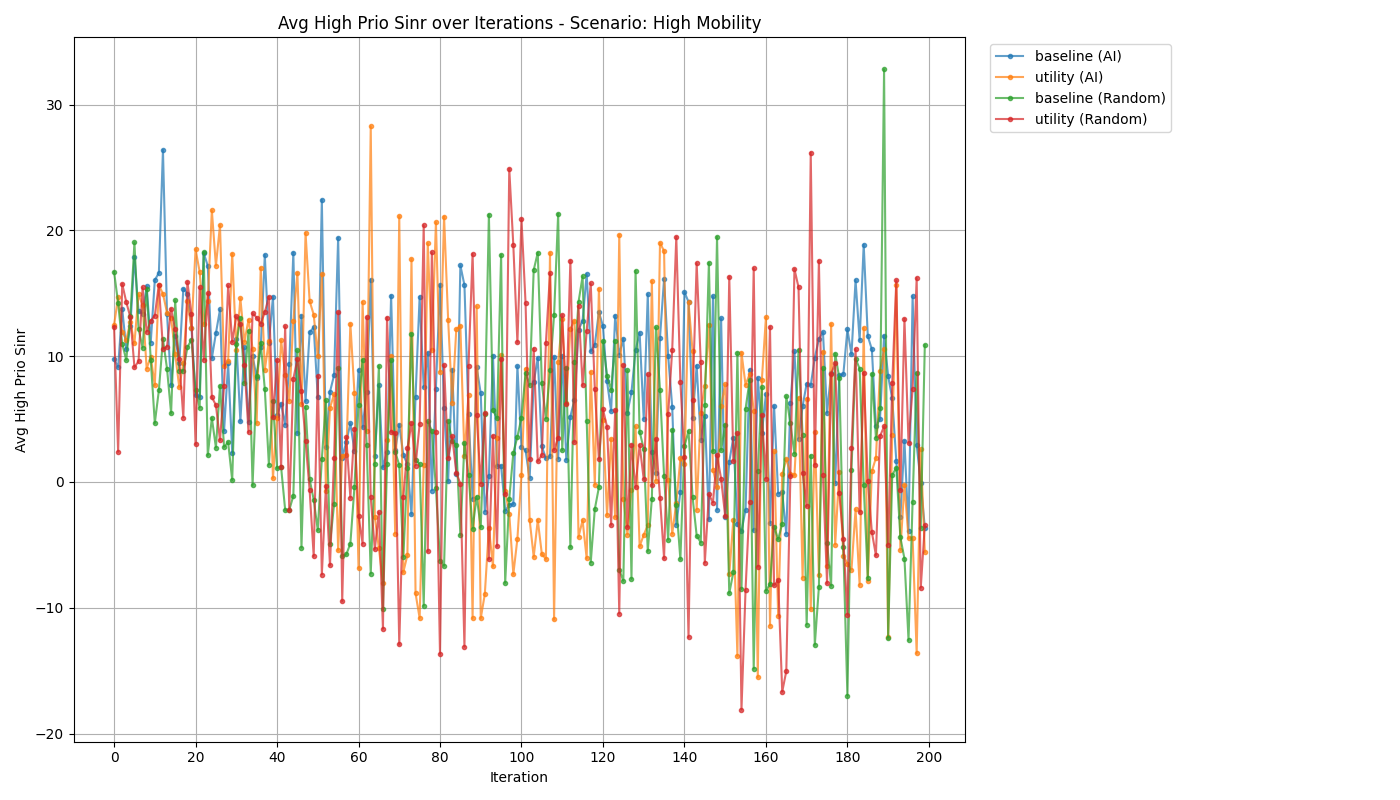 Avg High Prio Sinr over Iterations - Scenario: High Mobility
baseline (AI)
utility (AI)
baseline (Random)
utility (Random)
Avg High Prio Sinr
30
20
10
0
−10
−20
0 20 40 60 80 100 120 140 160 180 200
Iteration